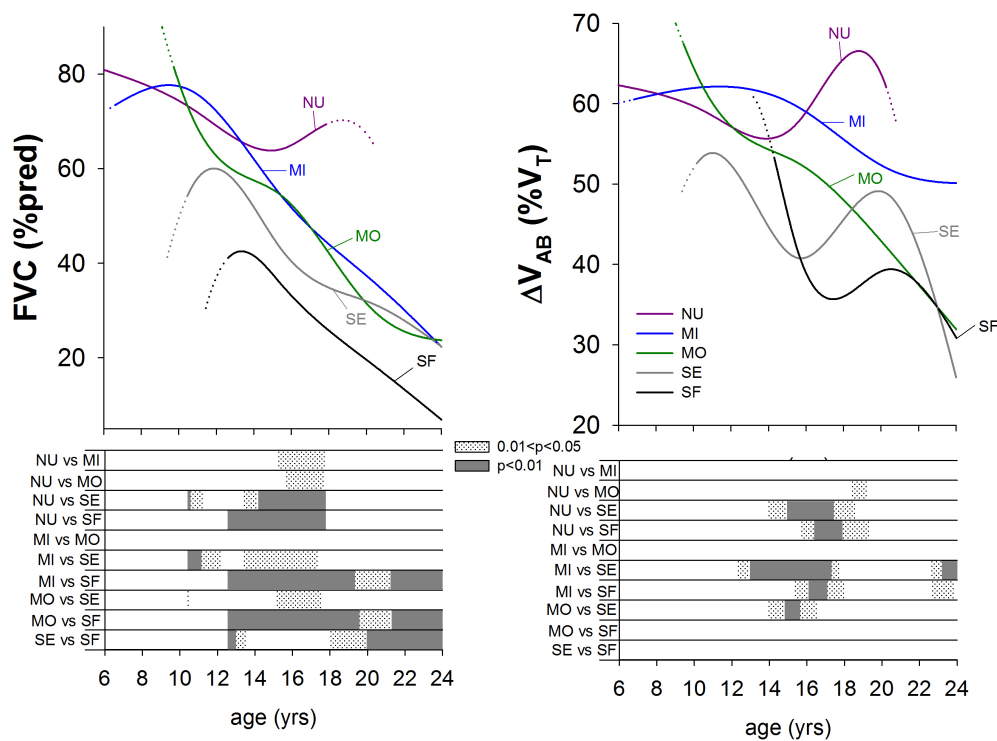 FVC (%pred)
80
60
40
20
NU
MI
MO
SE
SF
NU vs MI
NU vs MO
NU vs SE
NU vs SF
MI vs MO
MI vs SE
MI vs SF
MO vs SE
MO vs SF
SE vs SF
6 8 10 12 14 16 18 20 22 24
age (yrs)
0.01<p<0.05
p<0.01
ΔV_AB (%V_T)
70
60
50
40
30
20
NU
MI
MO
SE
SF
NU
MI
MO
SE
SF
NU vs MI
NU vs MO
NU vs SE
NU vs SF
MI vs MO
MI vs SE
MI vs SF
MO vs SE
MO vs SF
SE vs SF
6 8 10 12 14 16 18 20 22 24
age (yrs)